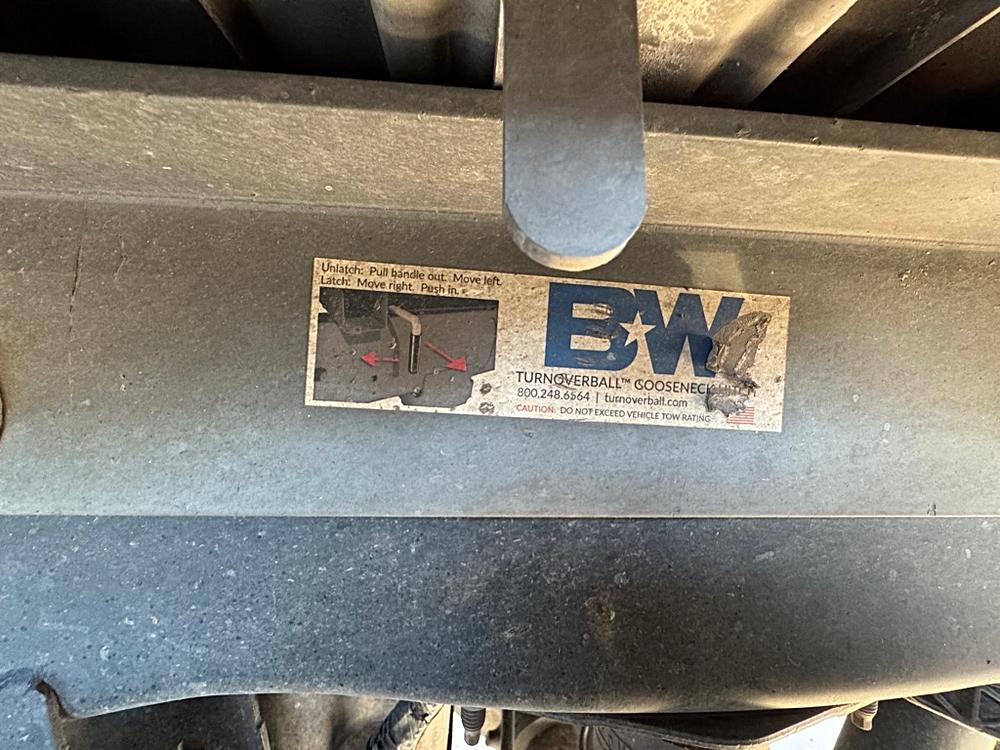 Unlatch: Pull handle out. Move left.
Latch: Move right. Push in.
B&W
TURNOVERBALL™ GOOSENECK
800.248.6564 | turnoverball.com
CAUTION: DO NOT EXCEED VEHICLE TOW RATING